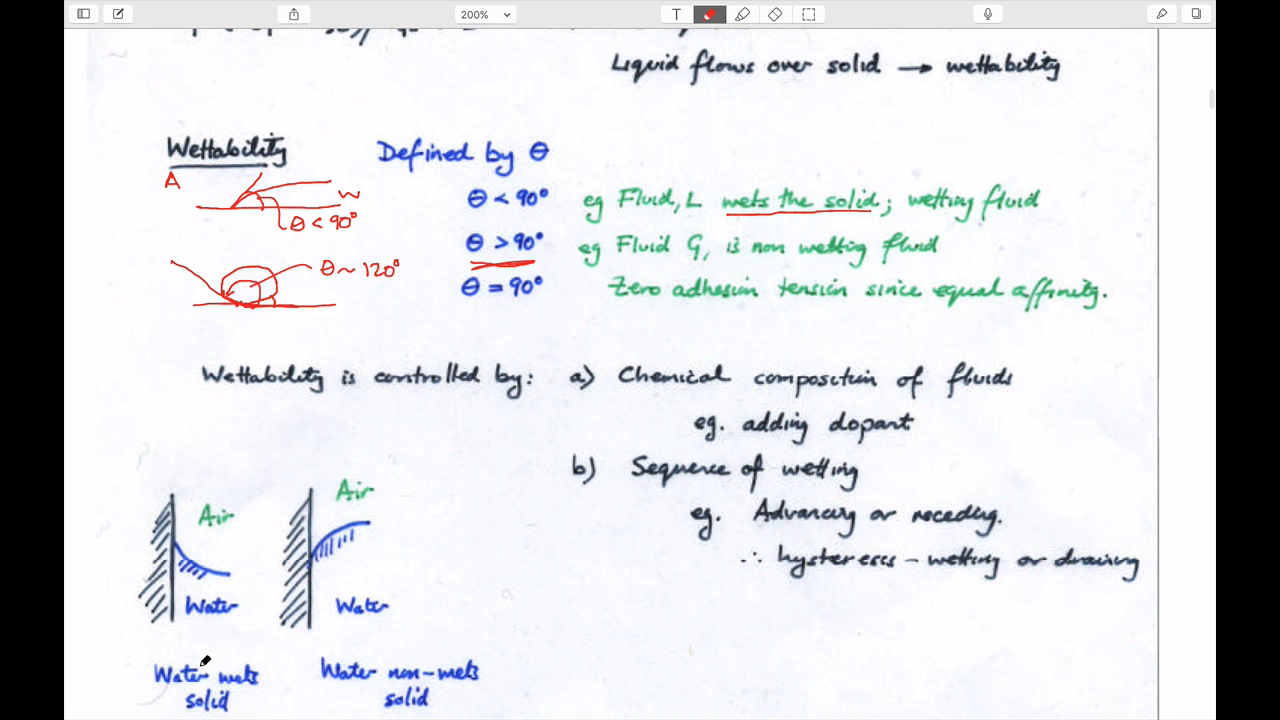 200%
T
Liquid flows over solid → wettability
Wettability
Defined by θ
A
W
θ < 90°
θ < 90° eg Fluid, L wets the solid; wetting fluid
θ > 90° eg Fluid G, is non wetting fluid
θ ~ 120°
θ = 90° Zero adhesion tension since equal affinity.
Wettability is controlled by: a) Chemical composition of fluids
eg. adding dopant
b) Sequence of wetting
eg. Advancing or receding.
∴ hysteresis - wetting or draining
Air
Water
Water wets
solid
Air
Water
Water non-wets
solid